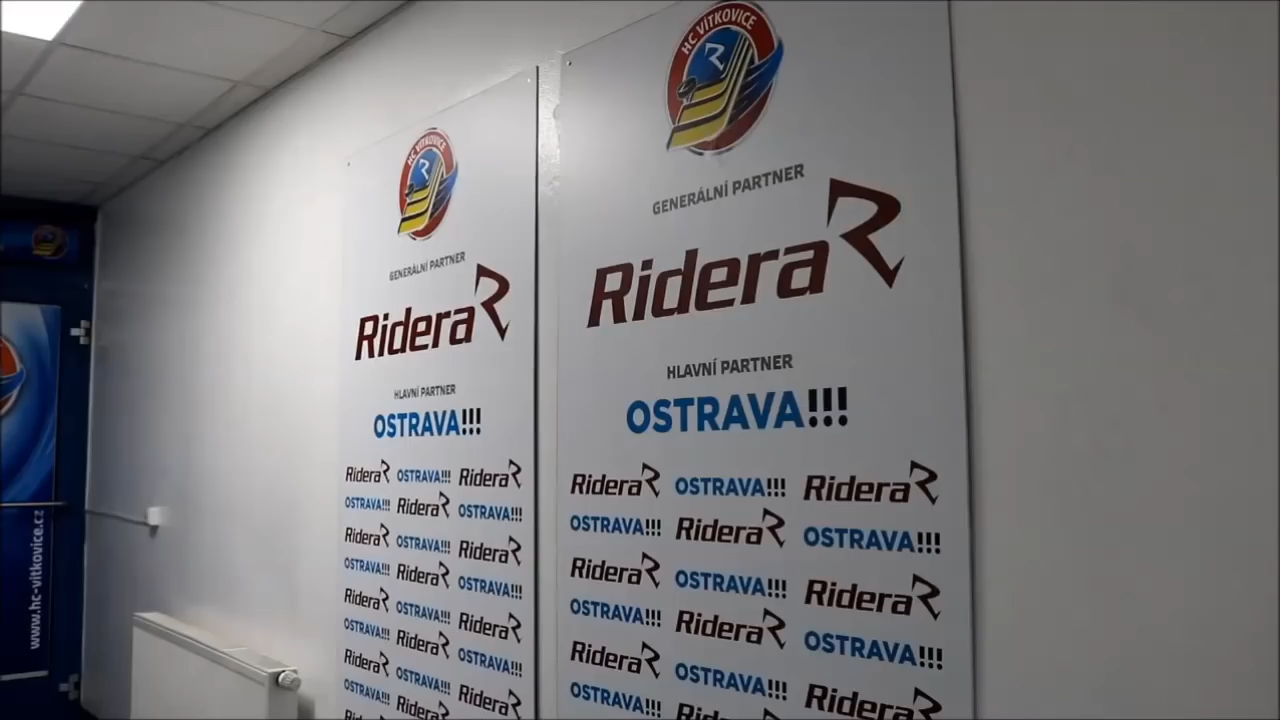 HC VÍTKOVICE
R
GENERÁLNÍ PARTNER
Ridera
HLAVNÍ PARTNER
OSTRAVA!!!
Ridera OSTRAVA!!! Ridera
OSTRAVA!!! Ridera OSTRAVA!!!
Ridera OSTRAVA!!! Ridera
OSTRAVA!!! Ridera OSTRAVA!!!
Ridera OSTRAVA!!! Ridera
OSTRAVA!!! Ridera OSTRAVA!!!
Ridera OSTRAVA!!! Ridera
OSTRAVA!!! Ridera
HC VÍTKOVICE
R
GENERÁLNÍ PARTNER
Ridera
HLAVNÍ PARTNER
OSTRAVA!!!
Ridera OSTRAVA!!! Ridera
OSTRAVA!!! Ridera OSTRAVA!!!
Ridera OSTRAVA!!! Ridera
OSTRAVA!!! Ridera OSTRAVA!!!
Ridera OSTRAVA!!! Ridera
OSTRAVA!!! Ridera
www.hc-vitkovice.cz